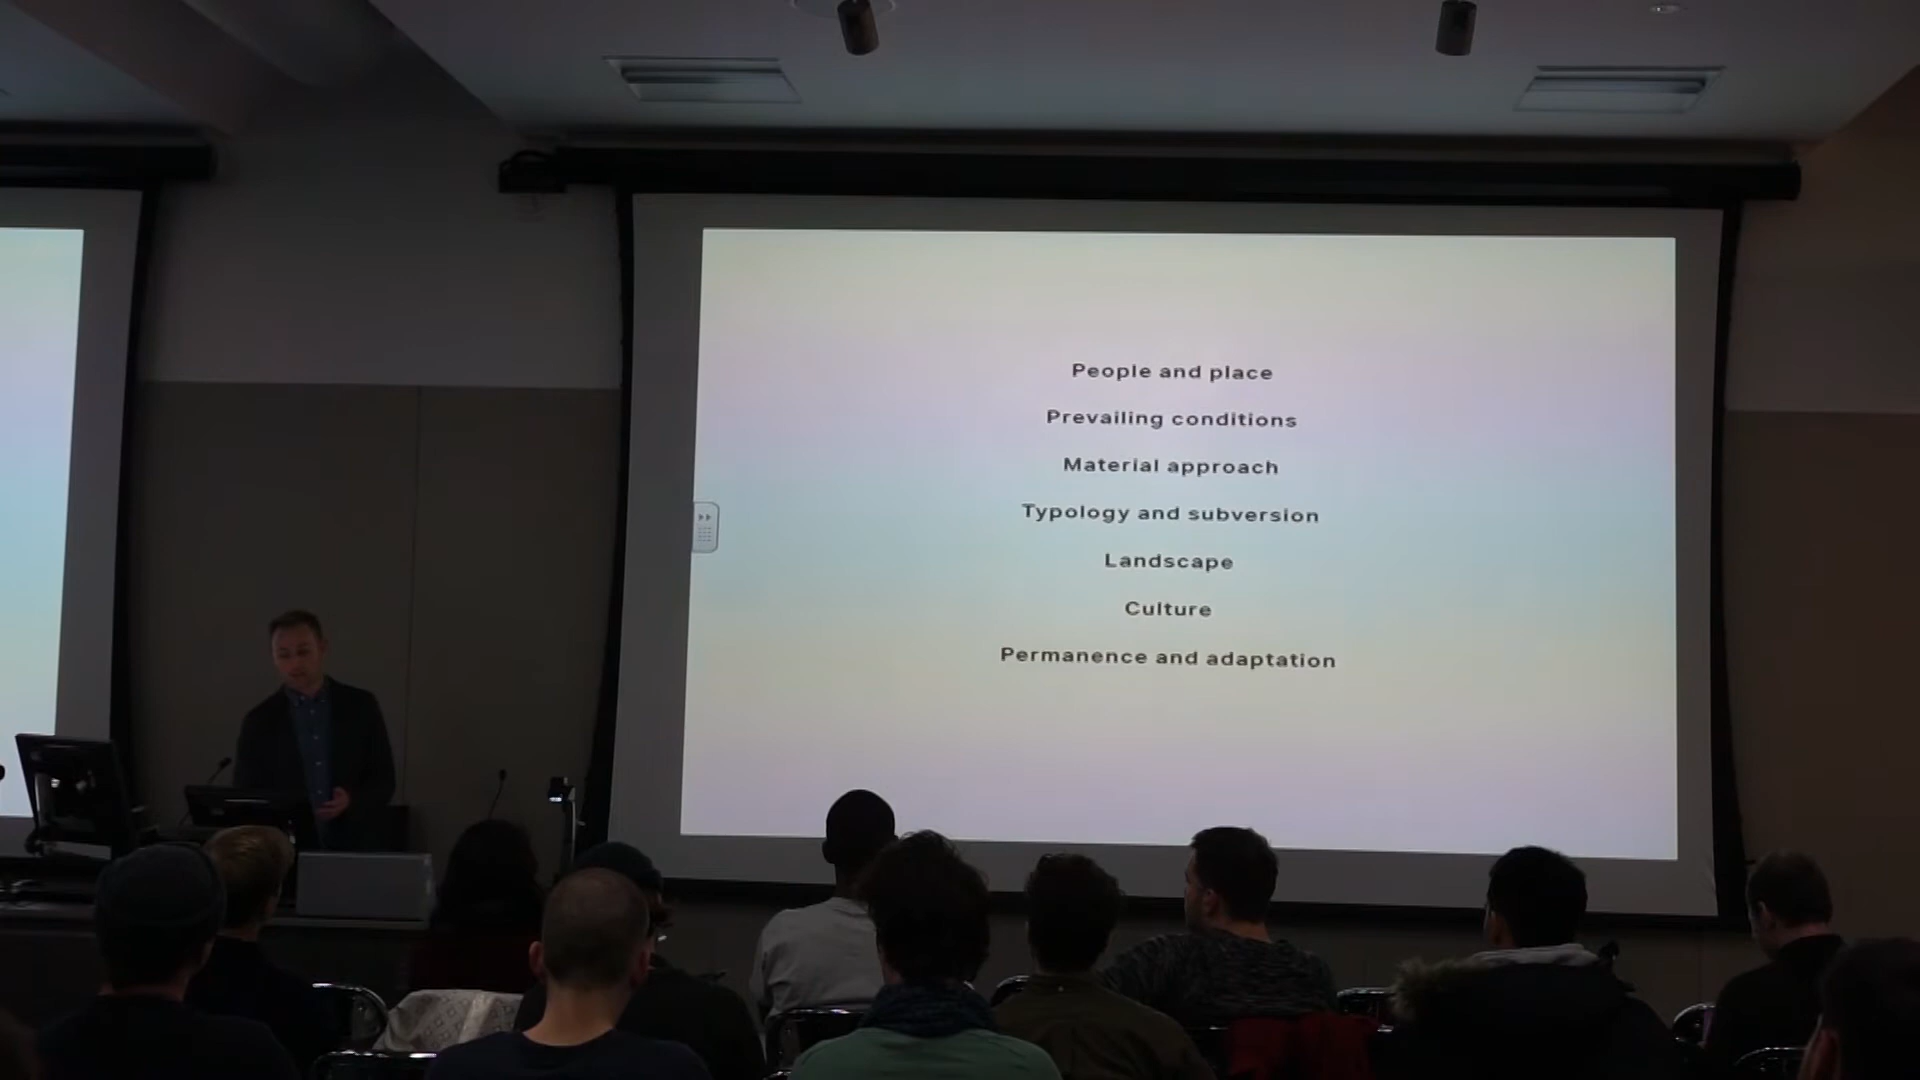 People and place
Prevailing conditions
Material approach
Typology and subversion
Landscape
Culture
Permanence and adaptation